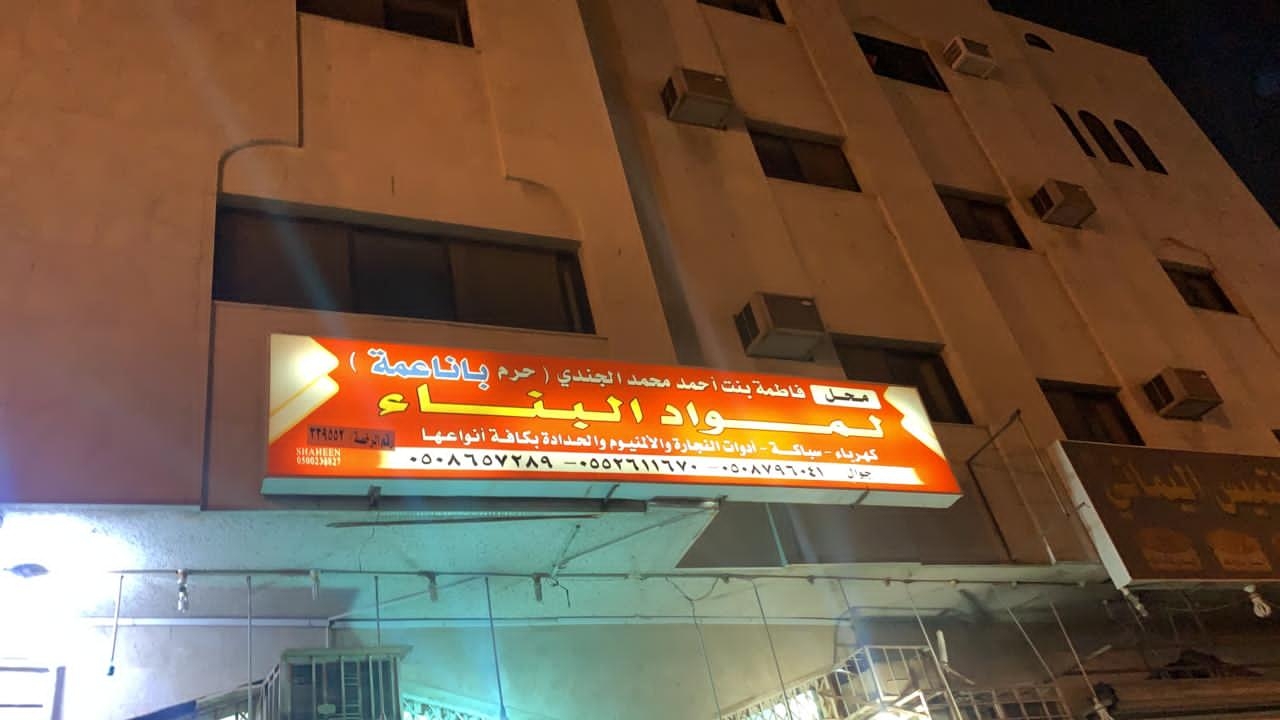 محل فاطمة بنت أحمد محمد الجندي ( حرم باناعمة )
لمواد البناء
كهرباء - سباكة - أدوات النجارة والألمنيوم والحدادة بكافة أنواعها
رقم الرخصة ٢٣٩٥٥٢
جوال ٠٥٠٨٧٩٦٠٤١ - ٠٥٥٢٦١١٦٧٠ - ٠٥٠٨٦٥٧٢٨٩
SHAHEEN
اليماني